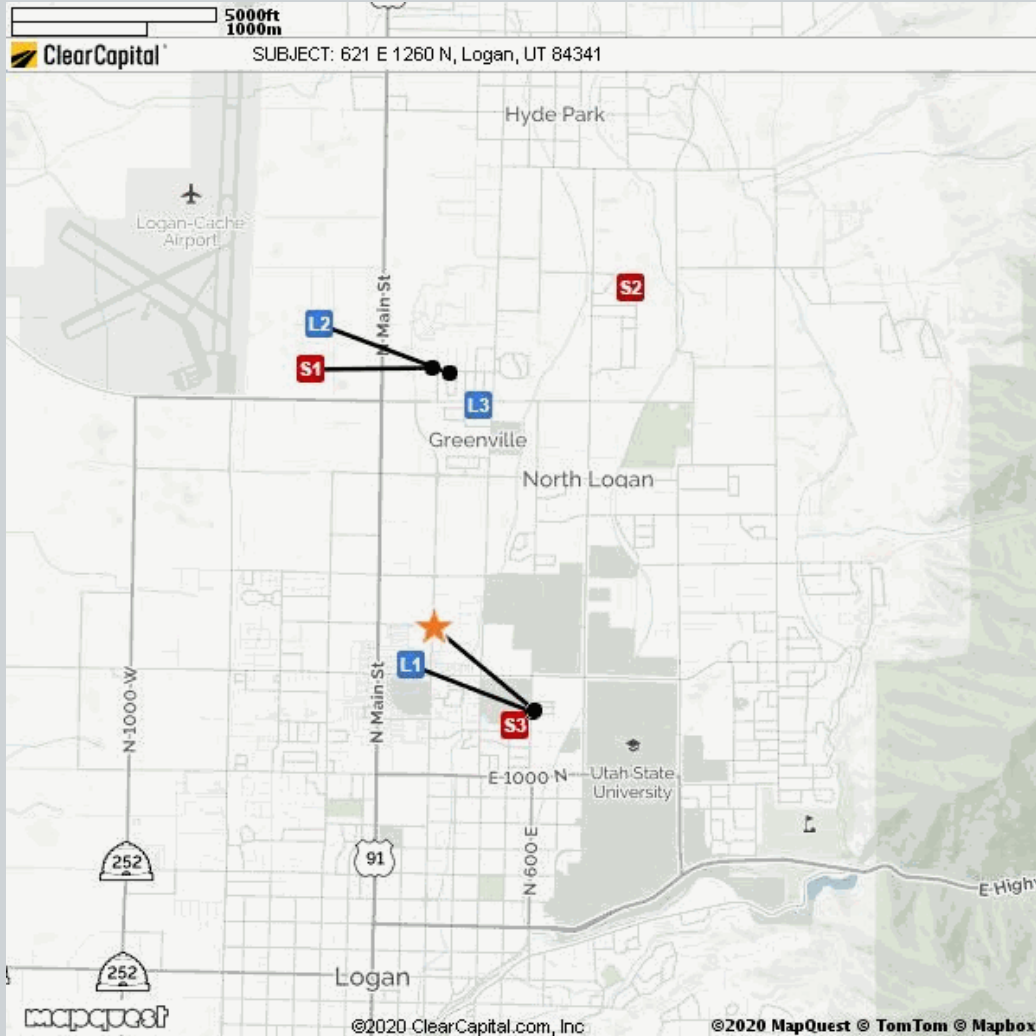 5000ft
1000m
ClearCapital SUBJECT: 621 E 1260 N, Logan, UT 84341
Hyde Park
Logan-Cache
Airport
S2
N Main St
L2
S1
L3
Greenville
North Logan
L1
N 1000 W
N Main St
S3
E 1000 N
Utah State
University
N 600 E
252
91
E High
252
Logan
mapquest
©2020 ClearCapital.com, Inc
©2020 MapQuest © TomTom © Mapbox